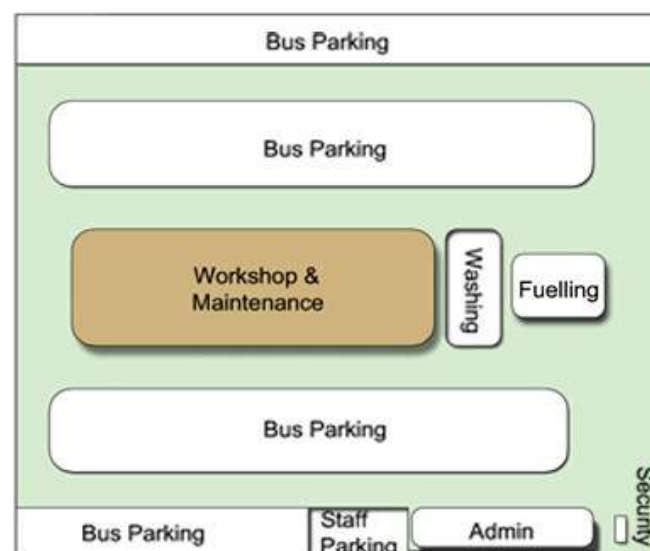 Bus Parking
Bus Parking
Workshop &
Maintenance
Washing
Fuelling
Bus Parking
Security
Bus Parking
Staff
Parking
Admin